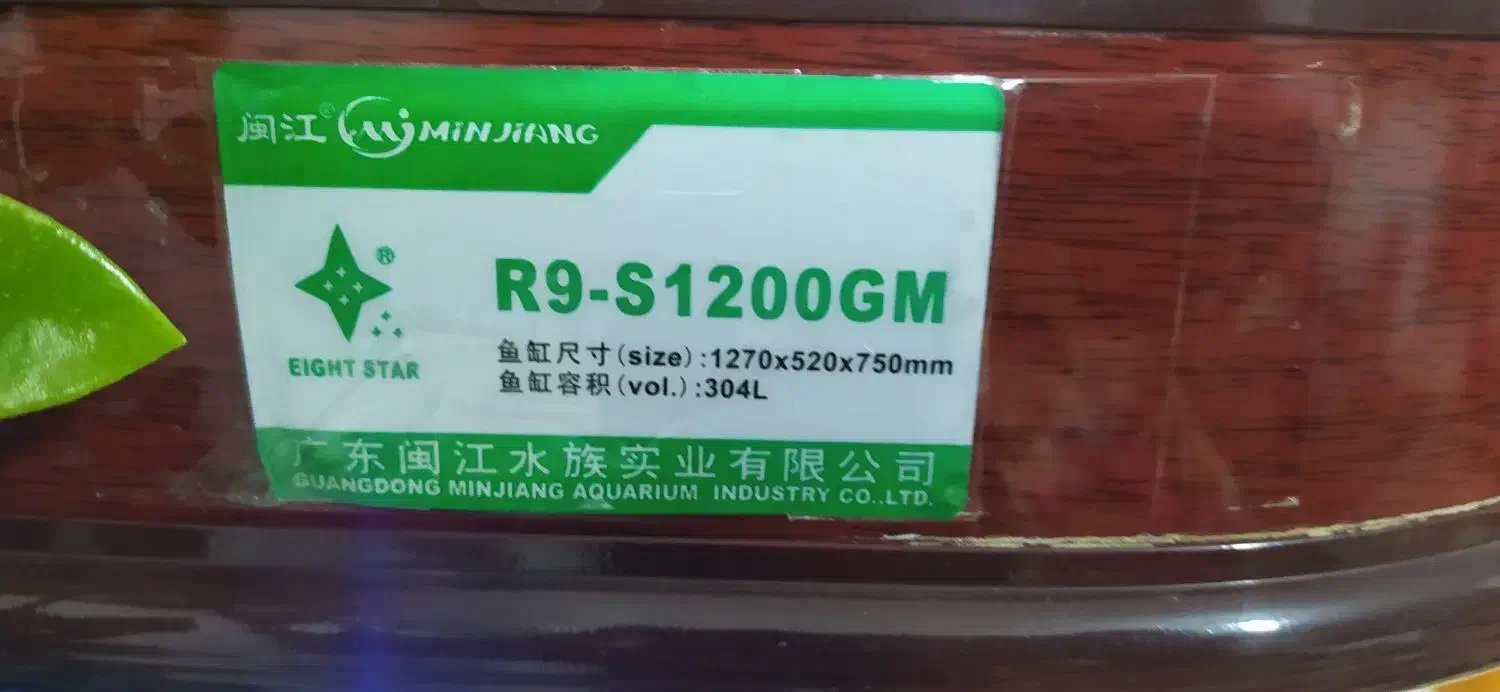 闽江® MINJIANG
®
EIGHT STAR
R9-S1200GM
鱼缸尺寸(size):1270x520x750mm
鱼缸容积(vol.):304L
广东闽江水族实业有限公司
GUANGDONG MINJIANG AQUARIUM INDUSTRY CO.,LTD.